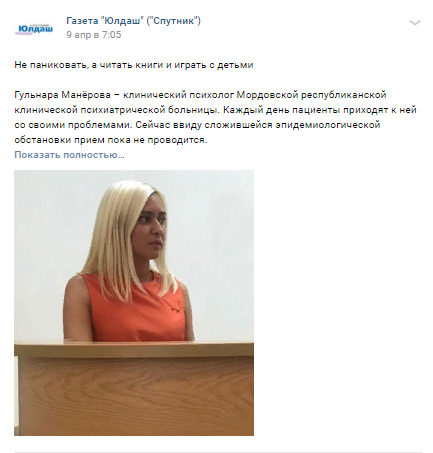 Юлдаш
Газета "Юлдаш" ("Спутник")
9 апр в 7:05
Не паниковать, а читать книги и играть с детьми
Гульнара Манёрова – клинический психолог Мордовской республиканской
клинической психиатрической больницы. Каждый день пациенты приходят к ней
со своими проблемами. Сейчас ввиду сложившейся эпидемиологической
обстановки прием пока не проводится.
Показать полностью…